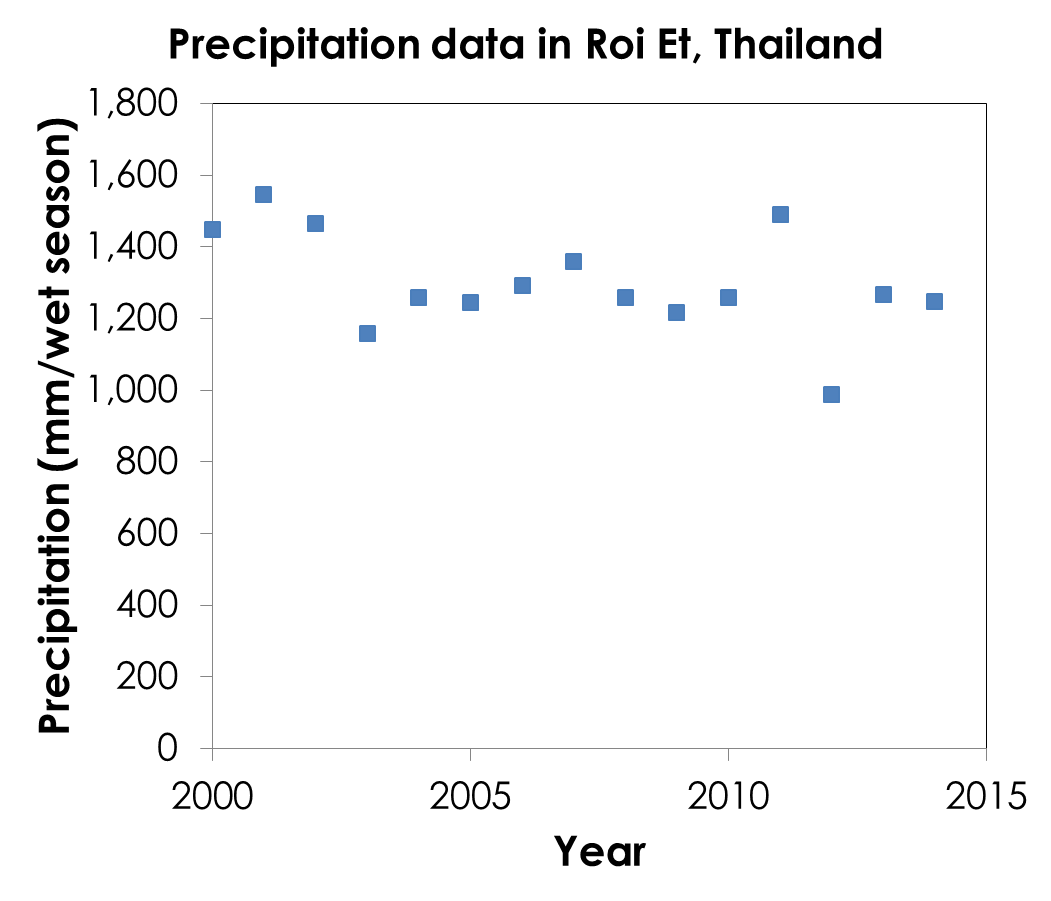 Precipitation data in Roi Et, Thailand
Precipitation (mm/wet season)
1,800
1,600
1,400
1,200
1,000
800
600
400
200
0
2000 2005 2010 2015
Year